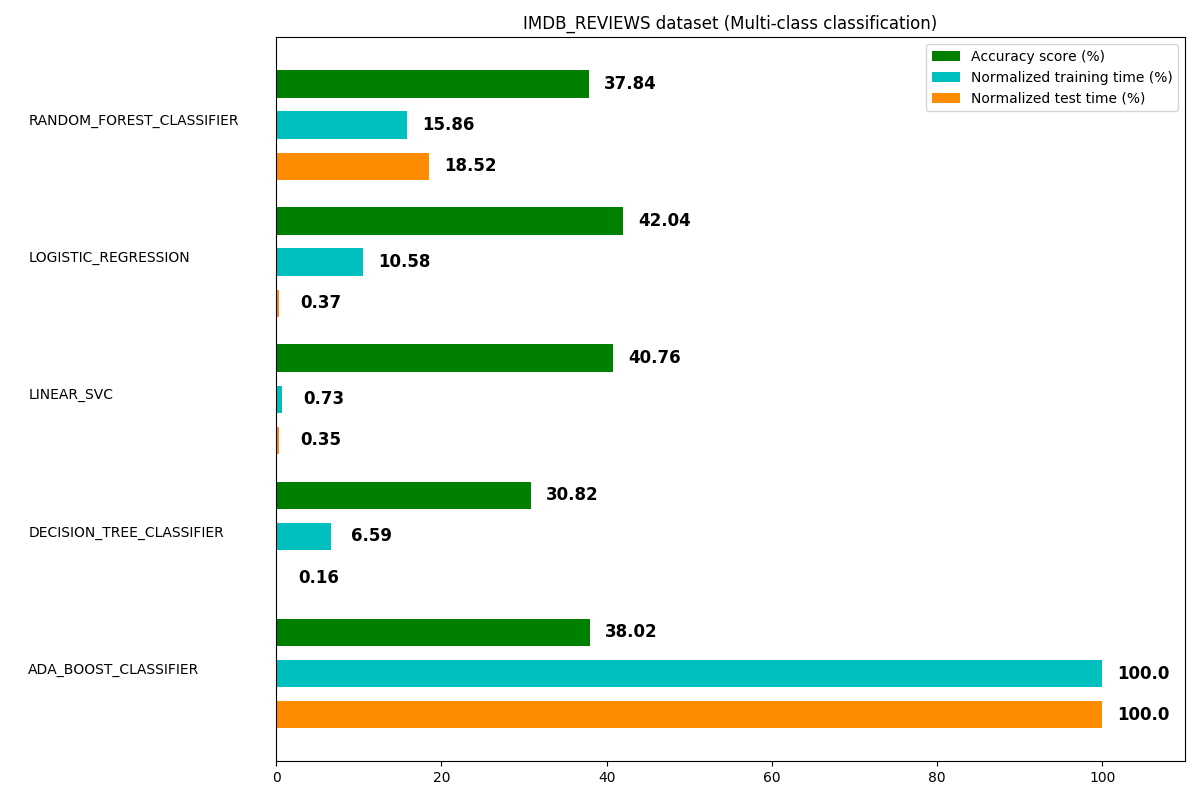 IMDB_REVIEWS dataset (Multi-class classification)
Accuracy score (%)
Normalized training time (%)
Normalized test time (%)
RANDOM_FOREST_CLASSIFIER
37.84
15.86
18.52
LOGISTIC_REGRESSION
42.04
10.58
0.37
LINEAR_SVC
40.76
0.73
0.35
DECISION_TREE_CLASSIFIER
30.82
6.59
0.16
ADA_BOOST_CLASSIFIER
38.02
100.0
100.0
0 20 40 60 80 100